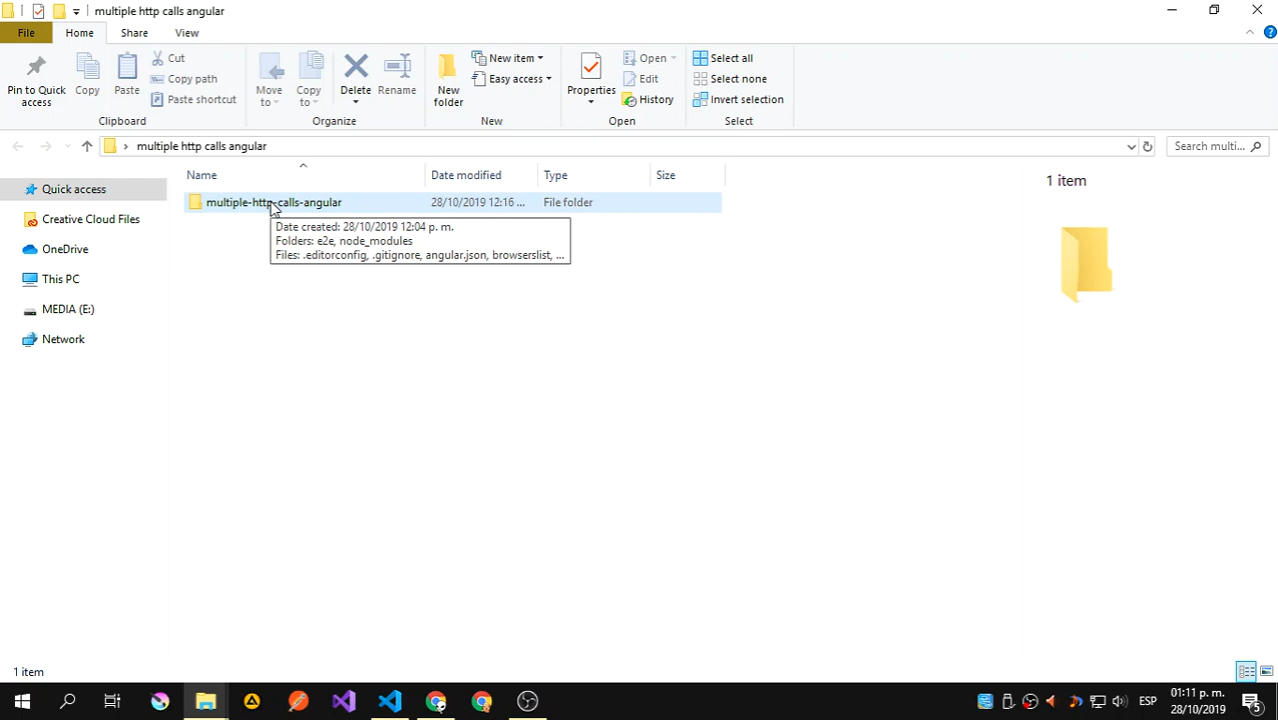 multiple http calls angular
File Home Share View
Pin to Quick access
Copy
Paste
Cut
Copy path
Paste shortcut
Clipboard
Move to
Copy to
Delete
Rename
Organize
New folder
New item
Easy access
New
Properties
Open
Edit
History
Open
Select all
Select none
Invert selection
Select
multiple http calls angular
Search multi...
Name Date modified Type Size
multiple-http-calls-angular 28/10/2019 12:16 ... File folder
Date created: 28/10/2019 12:04 p. m.
Folders: e2e, node_modules
Files: .editorconfig, .gitignore, angular.json, browserslist, ...
Quick access
Creative Cloud Files
OneDrive
This PC
MEDIA (E:)
Network
1 item
1 item
ESP
01:11 p. m.
28/10/2019
5